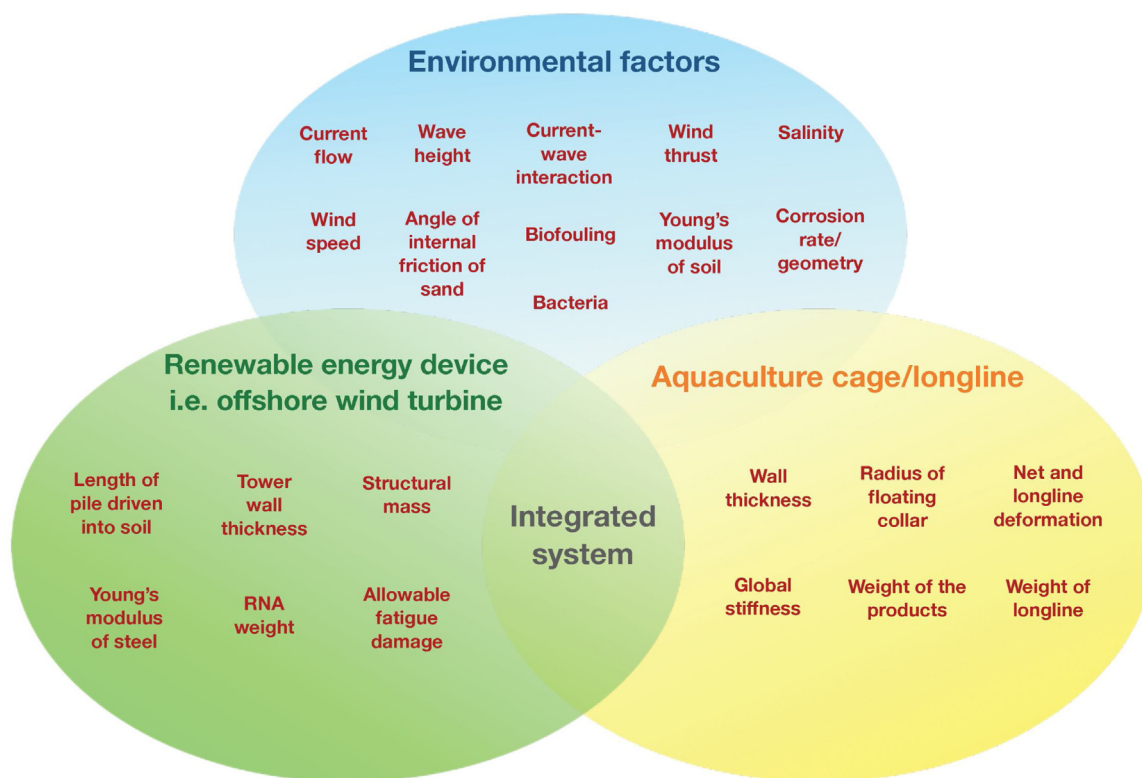 Environmental factors
Current
flow
Wave
height
Current-
wave
interaction
Wind
thrust
Salinity
Wind
speed
Angle of
internal
friction of
sand
Biofouling
Young’s
modulus
of soil
Corrosion
rate/
geometry
Bacteria
Renewable energy device
i.e. offshore wind turbine
Length of
pile driven
into soil
Tower
wall
thickness
Structural
mass
Young’s
modulus
of steel
RNA
weight
Allowable
fatigue
damage
Integrated
system
Aquaculture cage/longline
Wall
thickness
Radius of
floating
collar
Net and
longline
deformation
Global
stiffness
Weight of the
products
Weight of
longline